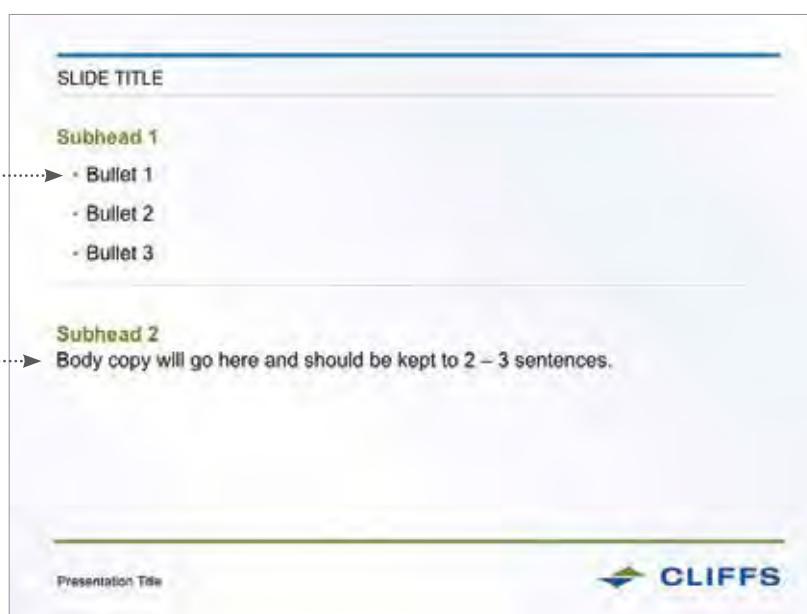 SLIDE TITLE
Subhead 1
· Bullet 1
· Bullet 2
· Bullet 3
Subhead 2
Body copy will go here and should be kept to 2 – 3 sentences.
Presentation Title
CLIFFS